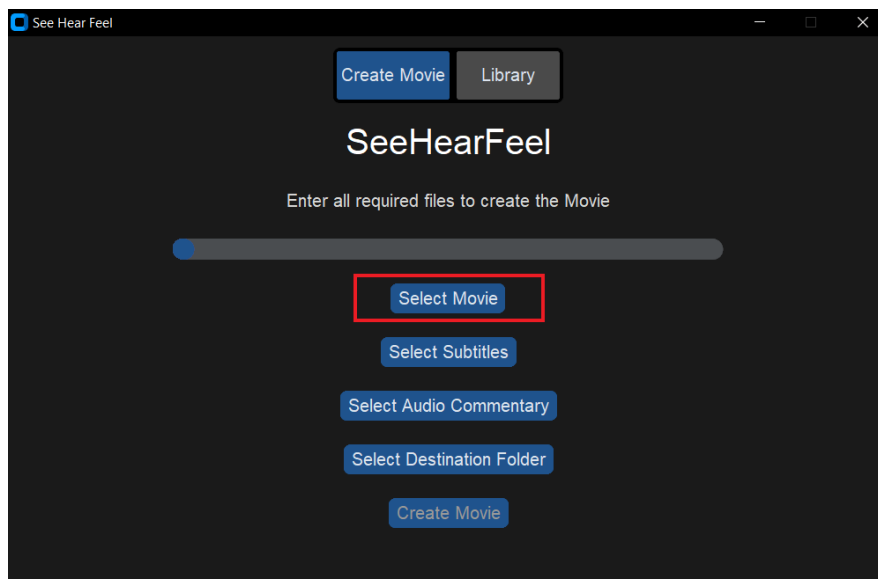 See Hear Feel
Create Movie
Library
SeeHearFeel
Enter all required files to create the Movie
Select Movie
Select Subtitles
Select Audio Commentary
Select Destination Folder
Create Movie